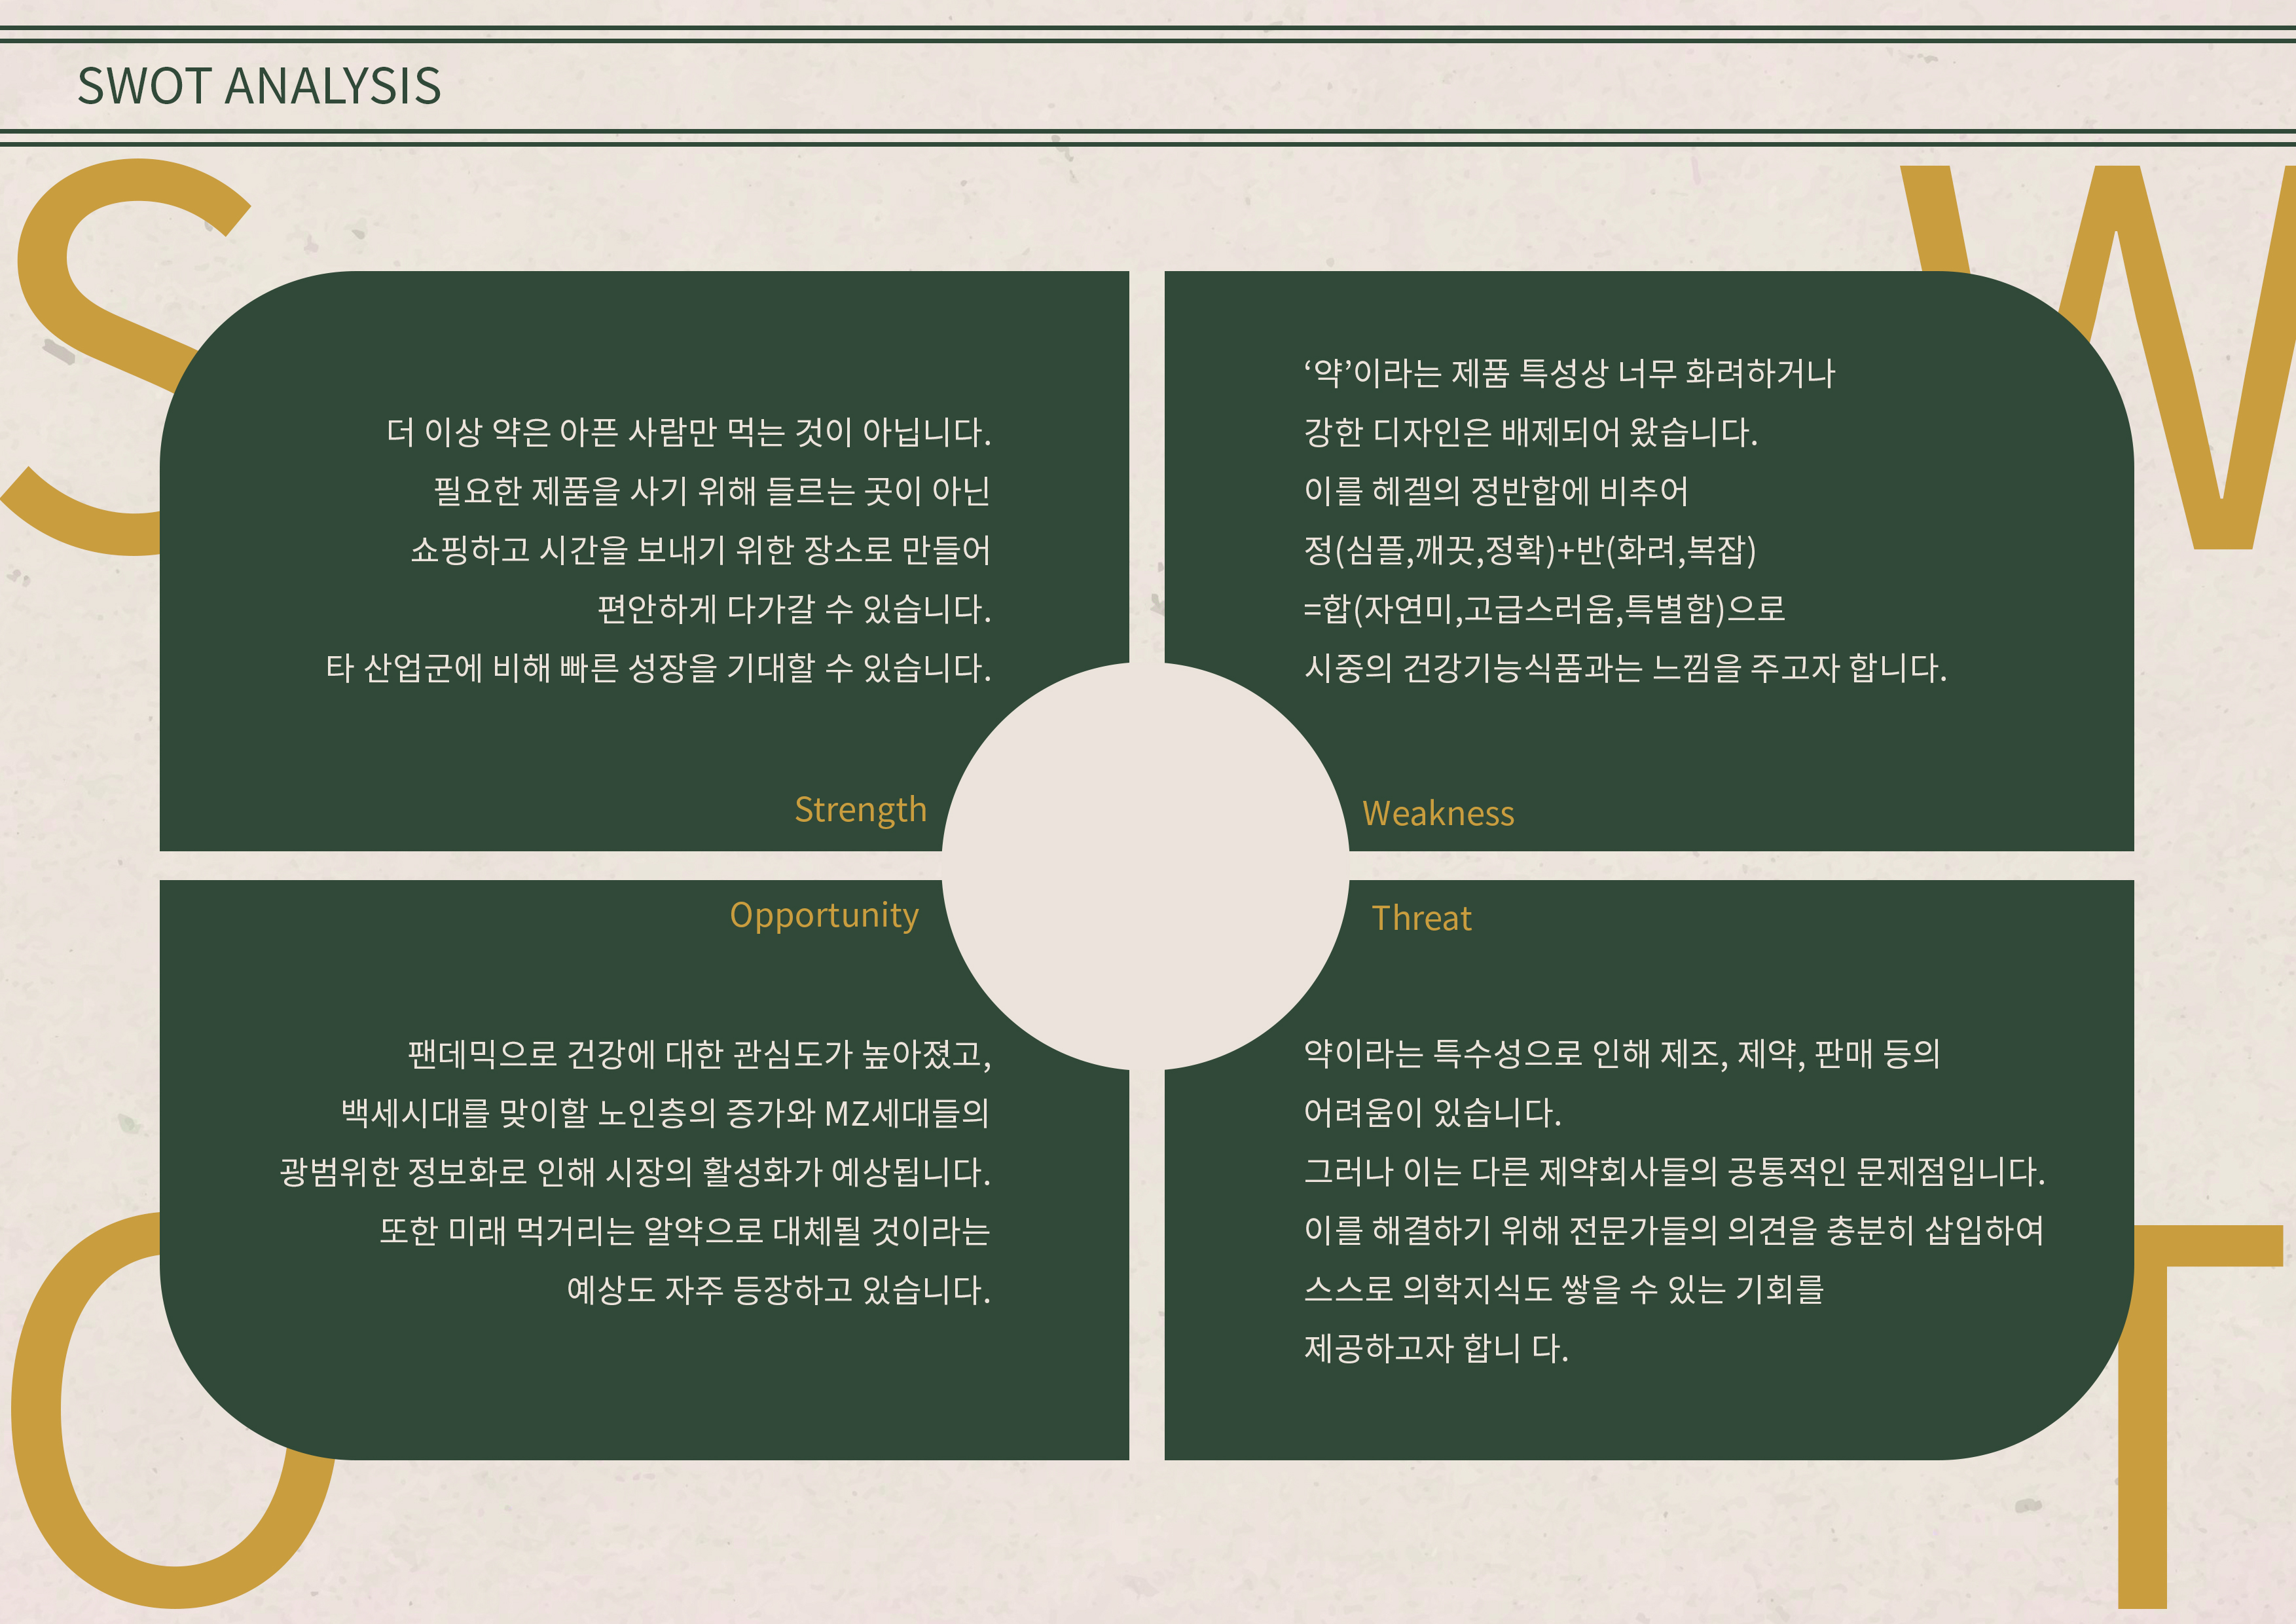 SWOT ANALYSIS
S
W
더 이상 약은 아픈 사람만 먹는 것이 아닙니다.
필요한 제품을 사기 위해 들르는 곳이 아닌
쇼핑하고 시간을 보내기 위한 장소로 만들어
편안하게 다가갈 수 있습니다.
타 산업군에 비해 빠른 성장을 기대할 수 있습니다.
Strength
‘약’이라는 제품 특성상 너무 화려하거나
강한 디자인은 배제되어 왔습니다.
이를 헤겔의 정반합에 비추어
정(심플,깨끗,정확)+반(화려,복잡)
=합(자연미,고급스러움,특별함)으로
시중의 건강기능식품과는 느낌을 주고자 합니다.
Weakness
Opportunity
팬데믹으로 건강에 대한 관심도가 높아졌고,
백세시대를 맞이할 노인층의 증가와 MZ세대들의
광범위한 정보화로 인해 시장의 활성화가 예상됩니다.
또한 미래 먹거리는 알약으로 대체될 것이라는
예상도 자주 등장하고 있습니다.
Threat
약이라는 특수성으로 인해 제조, 제약, 판매 등의
어려움이 있습니다.
그러나 이는 다른 제약회사들의 공통적인 문제점입니다.
이를 해결하기 위해 전문가들의 의견을 충분히 삽입하여
스스로 의학지식도 쌓을 수 있는 기회를
제공하고자 합니 다.
O
T